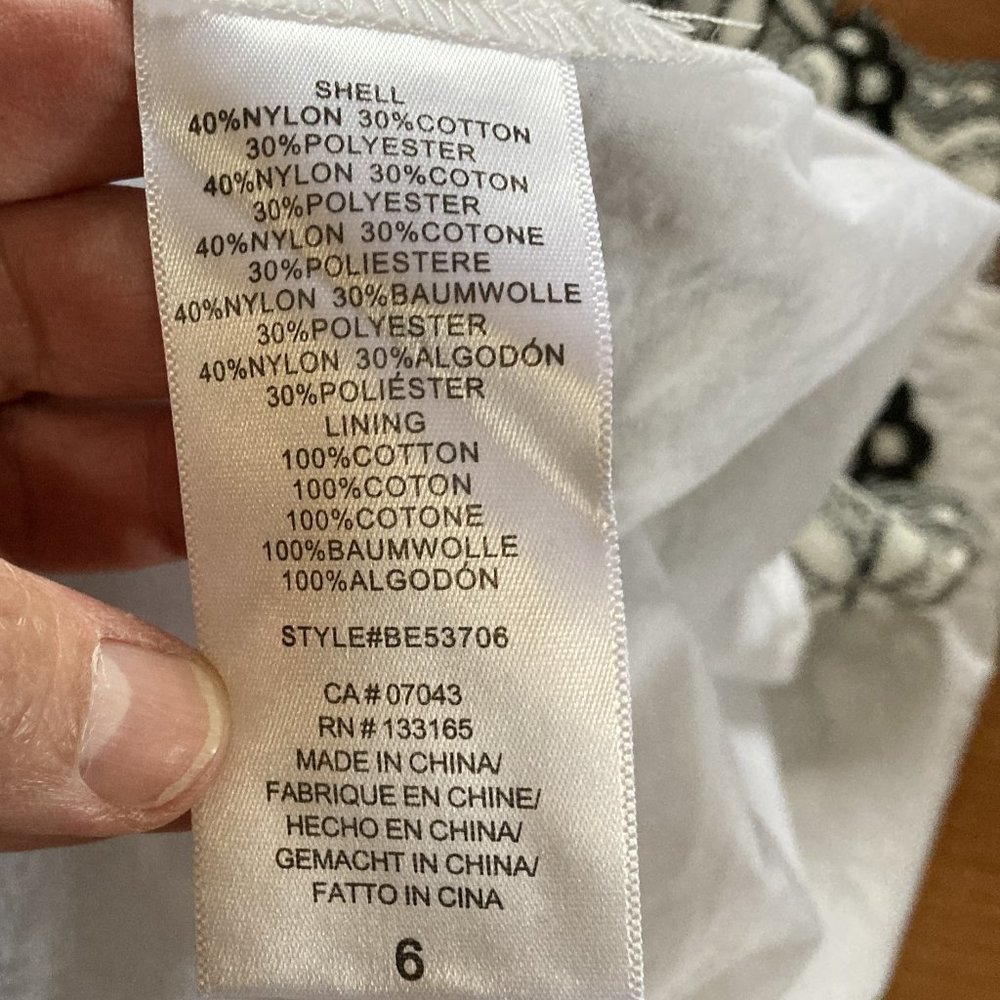 SHELL
40%NYLON 30%COTTON
30%POLYESTER
40%NYLON 30%COTON
30%POLYESTER
40%NYLON 30%COTONE
30%POLIESTERE
40%NYLON 30%BAUMWOLLE
30%POLYESTER
40%NYLON 30%ALGODÓN
30%POLIÉSTER
LINING
100%COTTON
100%COTON
100%COTONE
100%BAUMWOLLE
100%ALGODÓN
STYLE#BE53706
CA#07043
RN#133165
MADE IN CHINA/
FABRIQUE EN CHINE/
HECHO EN CHINA/
GEMACHT IN CHINA/
FATTO IN CINA
6